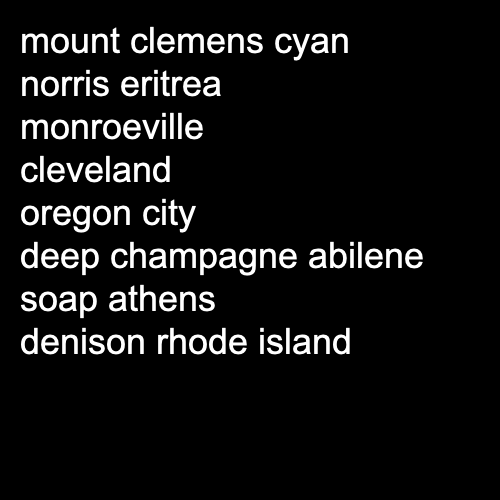 mount clemens cyan
norris eritrea
monroeville
cleveland
oregon city
deep champagne abilene
soap athens
denison rhode island